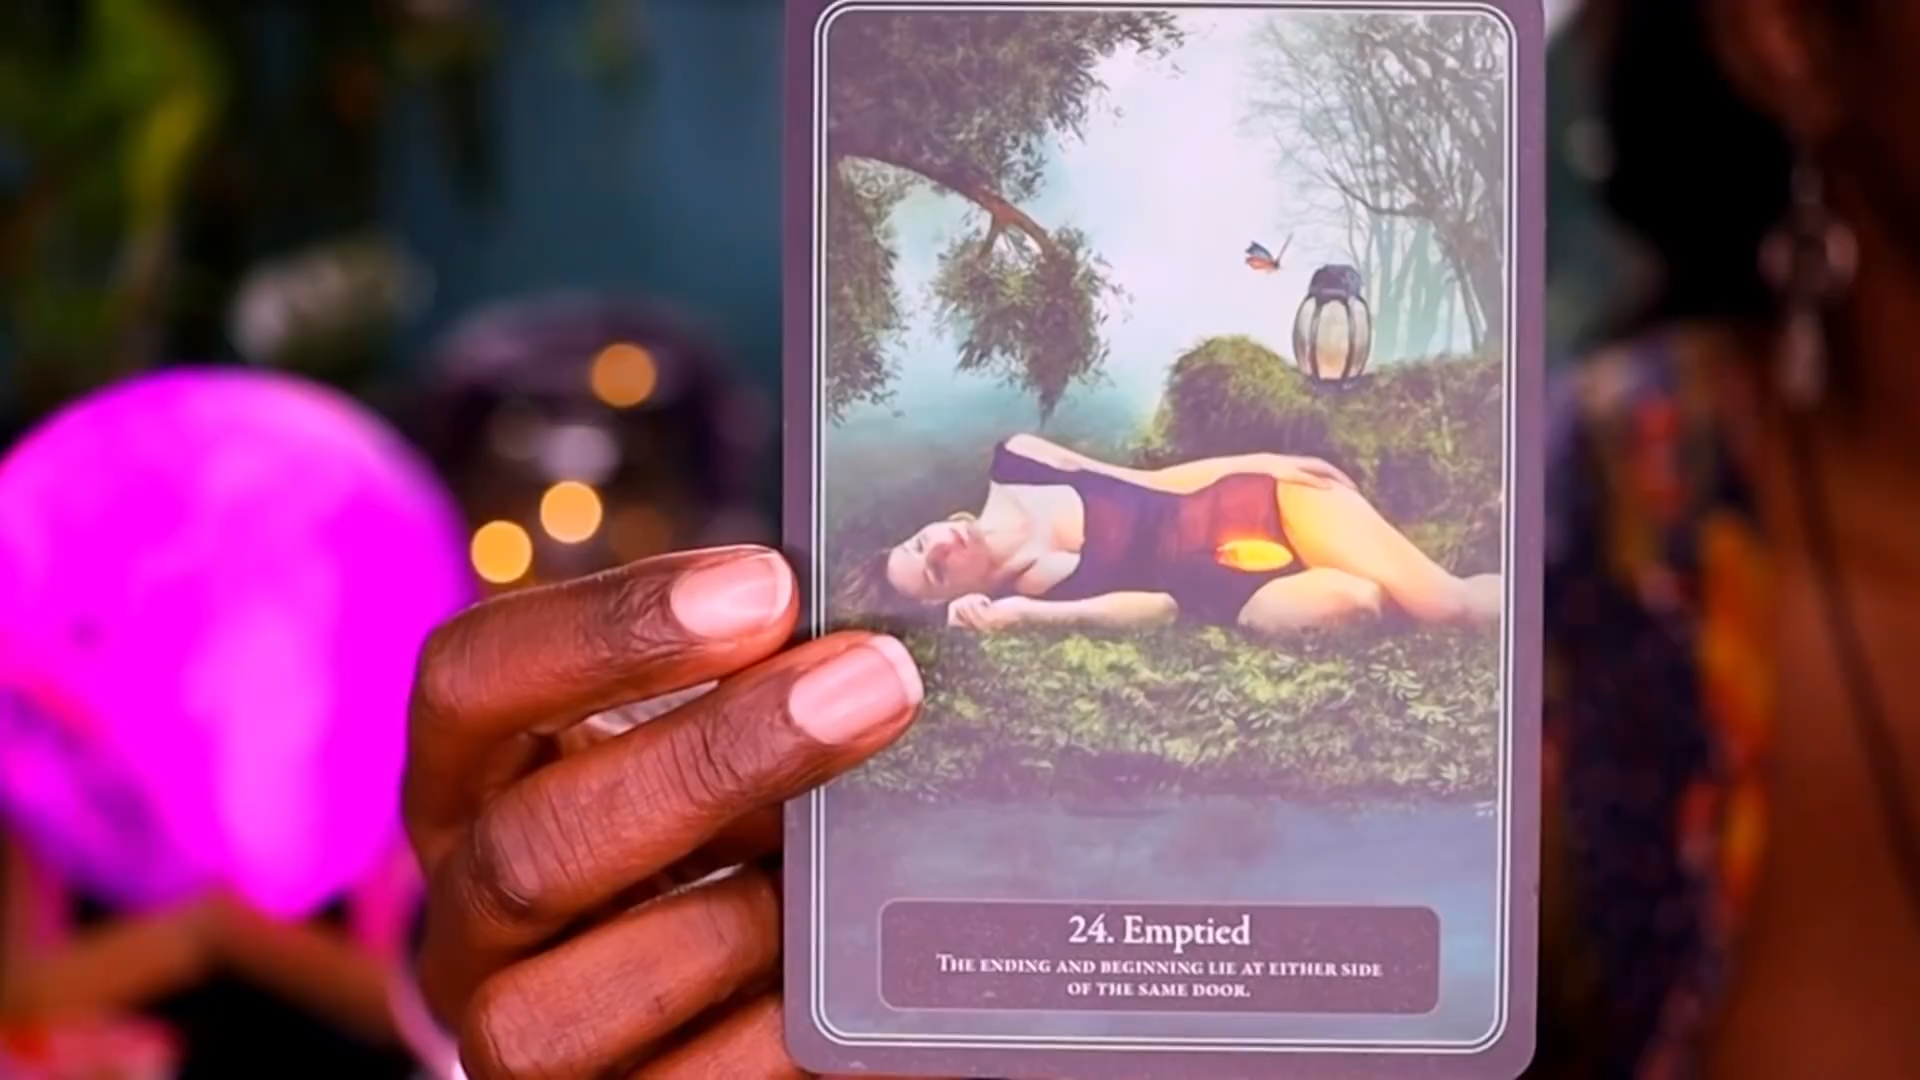 24. Emptied
The ending and beginning lie at either side
of the same door.